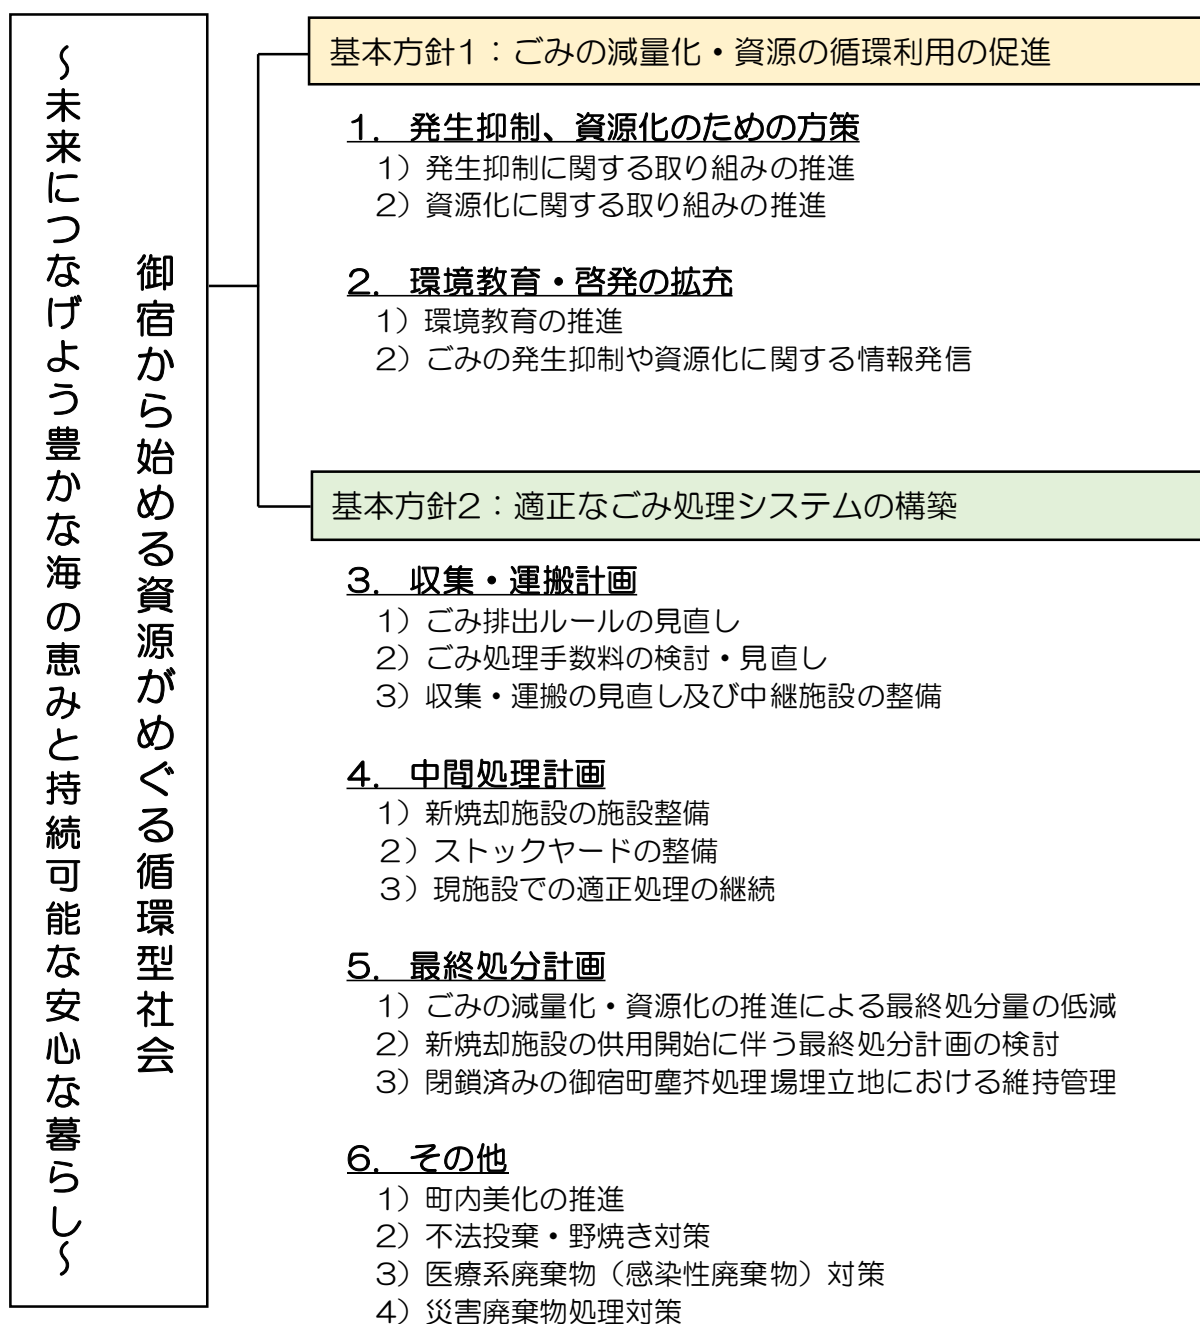 御宿から始める資源がめぐる循環型社会
~未来につなげよう豊かな海の恵みと持続可能な安心な暮らし~
基本方針1：ごみの減量化・資源の循環利用の促進
1. 発生抑制、資源化のための方策
1）発生抑制に関する取り組みの推進
2）資源化に関する取り組みの推進
2. 環境教育・啓発の拡充
1）環境教育の推進
2）ごみの発生抑制や資源化に関する情報発信
基本方針2：適正なごみ処理システムの構築
3. 収集・運搬計画
1）ごみ排出ルールの見直し
2）ごみ処理手数料の検討・見直し
3）収集・運搬の見直し及び中継施設の整備
4. 中間処理計画
1）新焼却施設の施設整備
2）ストックヤードの整備
3）現施設での適正処理の継続
5. 最終処分計画
1）ごみの減量化・資源化の推進による最終処分量の低減
2）新焼却施設の供用開始に伴う最終処分計画の検討
3）閉鎖済みの御宿町塵芥処理場埋立地における維持管理
6. その他
1）町内美化の推進
2）不法投棄・野焼き対策
3）医療系廃棄物（感染性廃棄物）対策
4）災害廃棄物処理対策